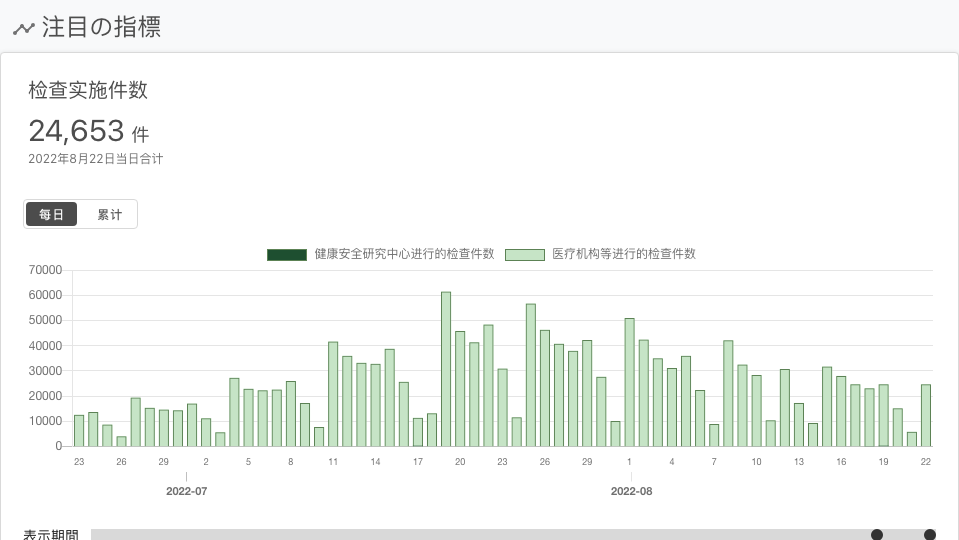 注目の指標
检查实施件数
24,653 件
2022年8月22日当日合计
每日 累计
健康安全研究中心进行的检查件数 医疗机构等进行的检查件数
70000
60000
50000
40000
30000
20000
10000
0
23 26 29 2 5 8 11 14 17 20 23 26 29 1 4 7 10 13 16 19 22
2022-07 2022-08
表示期間